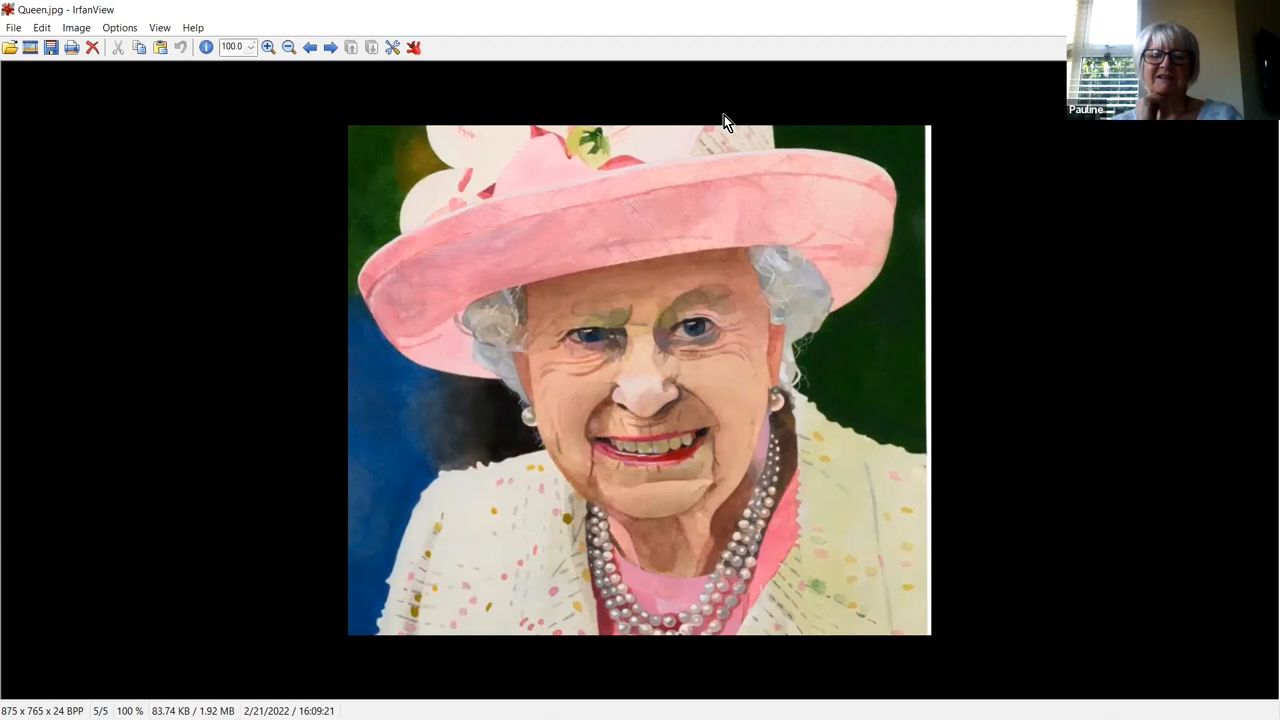 Queen.jpg - IrfanView
File Edit Image Options View Help
100.0
Pauline
875 x 765 x 24 BPP 5/5 100 % 83.74 KB / 1.92 MB 2/21/2022 / 16:09:21